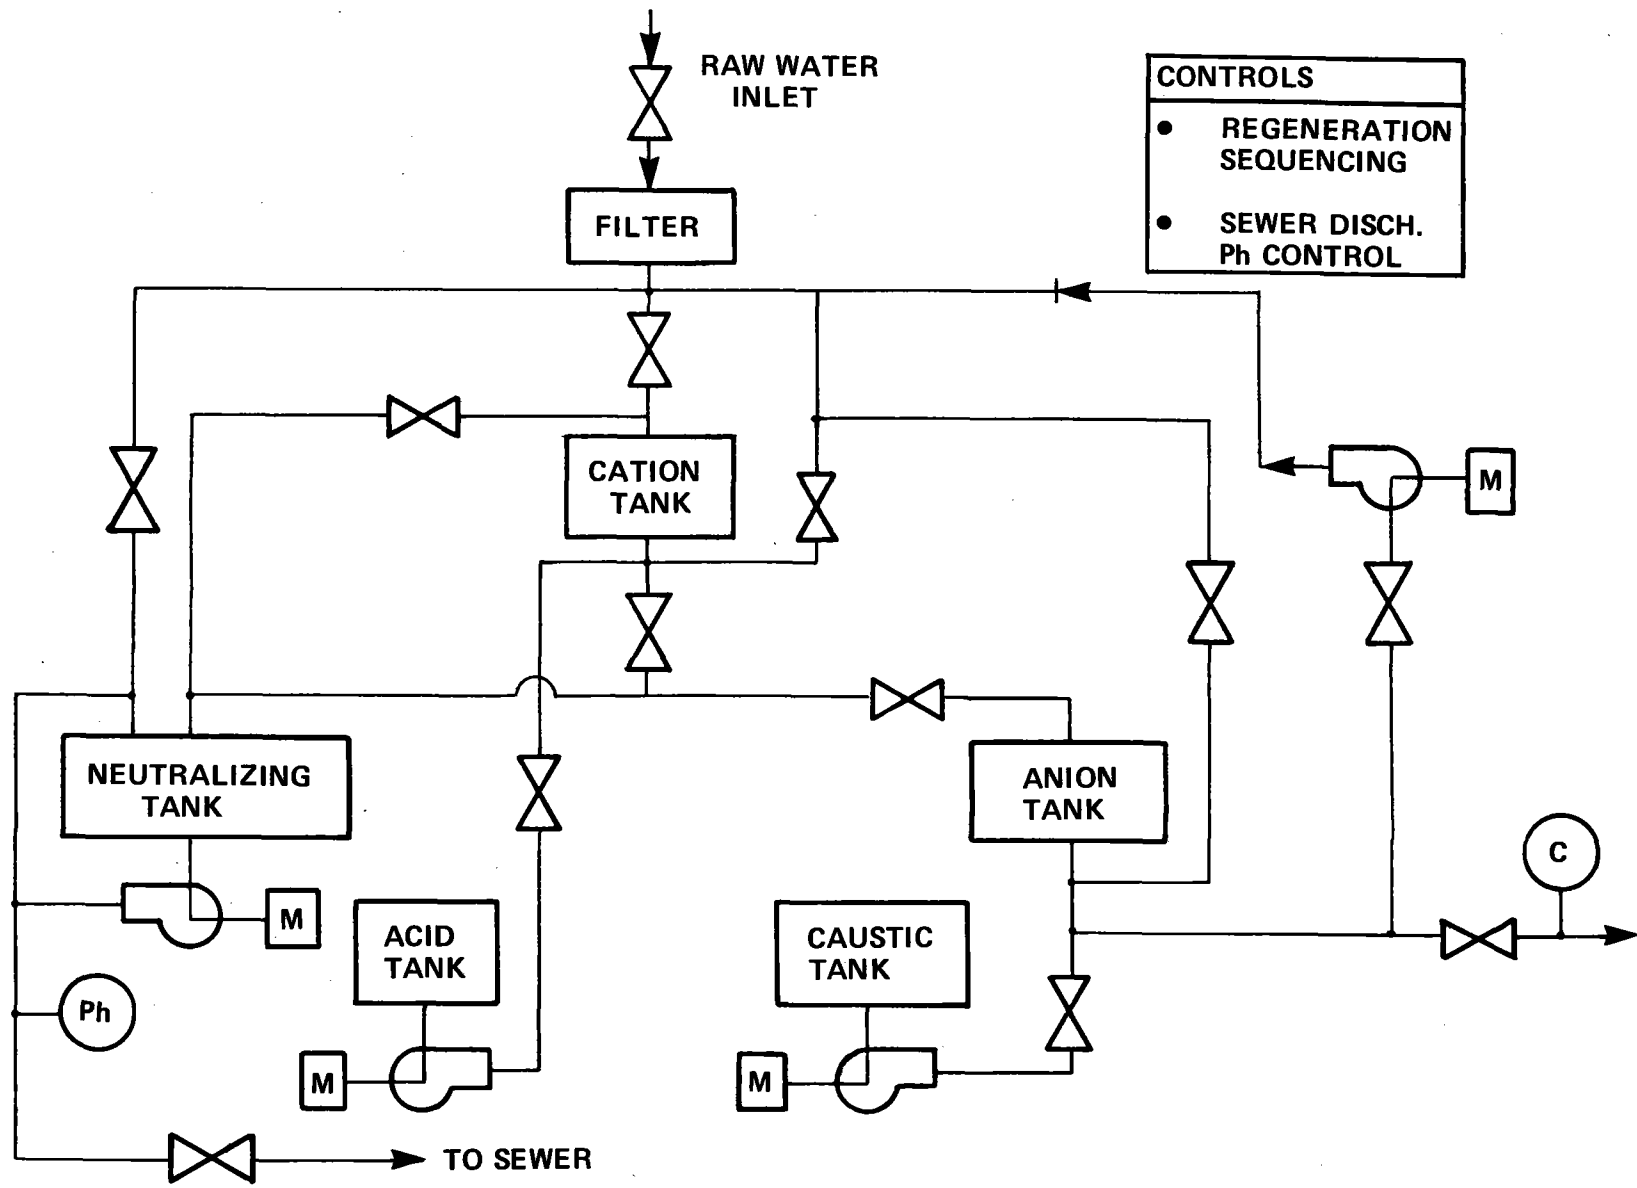 RAW WATER
INLET
CONTROLS
● REGENERATION
SEQUENCING
● SEWER DISCH.
Ph CONTROL
FILTER
CATION
TANK
M
NEUTRALIZING
TANK
ANION
TANK
C
M
ACID
TANK
CAUSTIC
TANK
Ph
M
M
TO SEWER